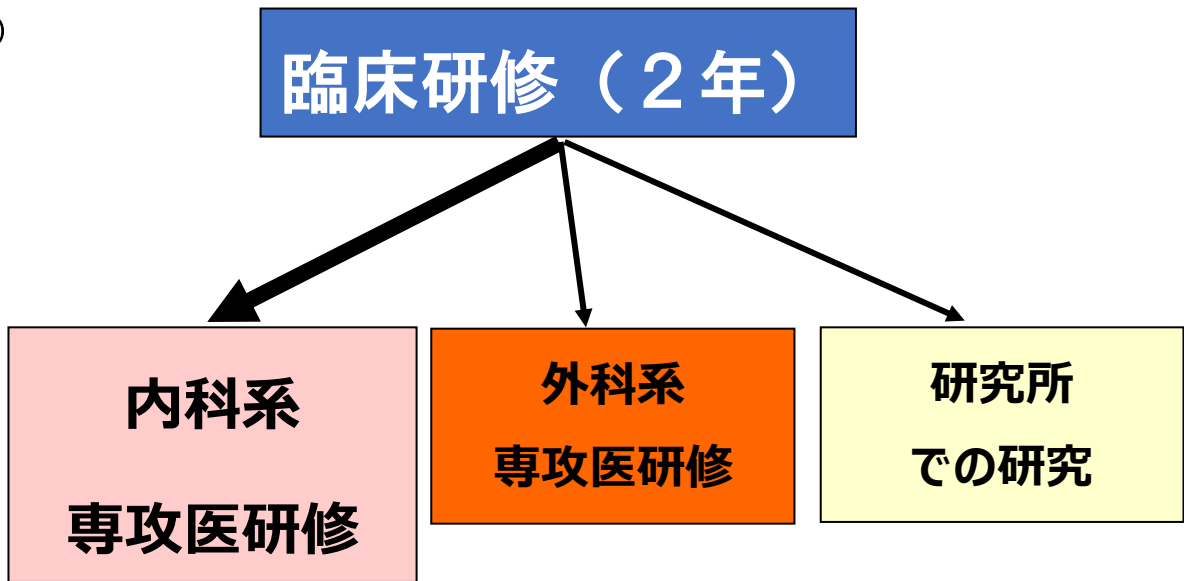 臨床研修（２年）
内科系
専攻医研修
外科系
専攻医研修
研究所
での研究